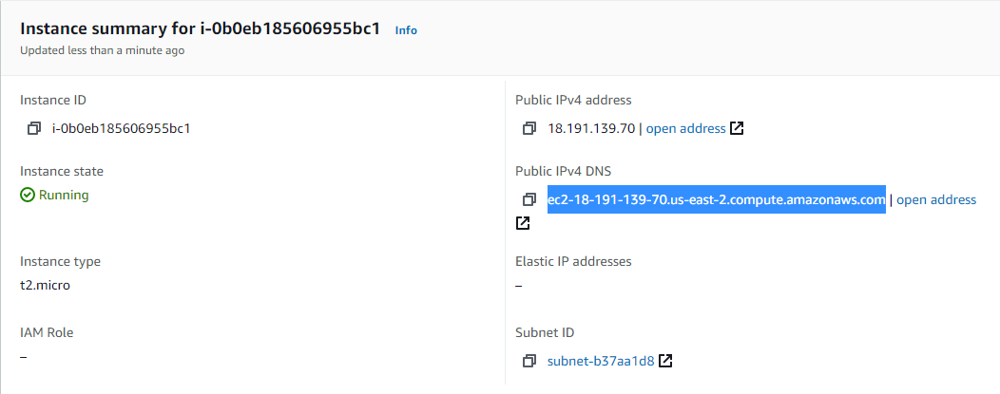 Instance summary for i-0b0eb185606955bc1 Info
Updated less than a minute ago
Instance ID
i-0b0eb185606955bc1
Public IPv4 address
18.191.139.70 | open address
Instance state
Running
Public IPv4 DNS
ec2-18-191-139-70.us-east-2.compute.amazonaws.com | open address
Instance type
t2.micro
Elastic IP addresses
–
IAM Role
–
Subnet ID
subnet-b37aa1d8